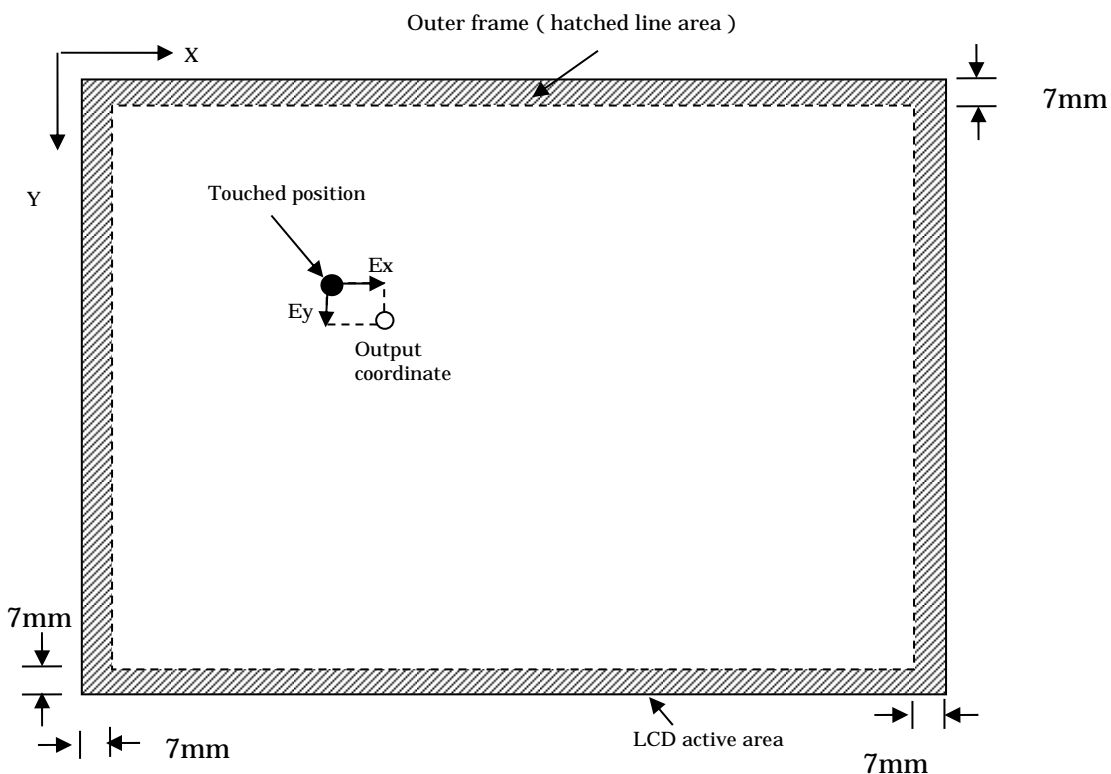 Outer frame ( hatched line area )
X
7mm
Y
Touched position
Ex
Ey
Output
coordinate
7mm
LCD active area
7mm
7mm